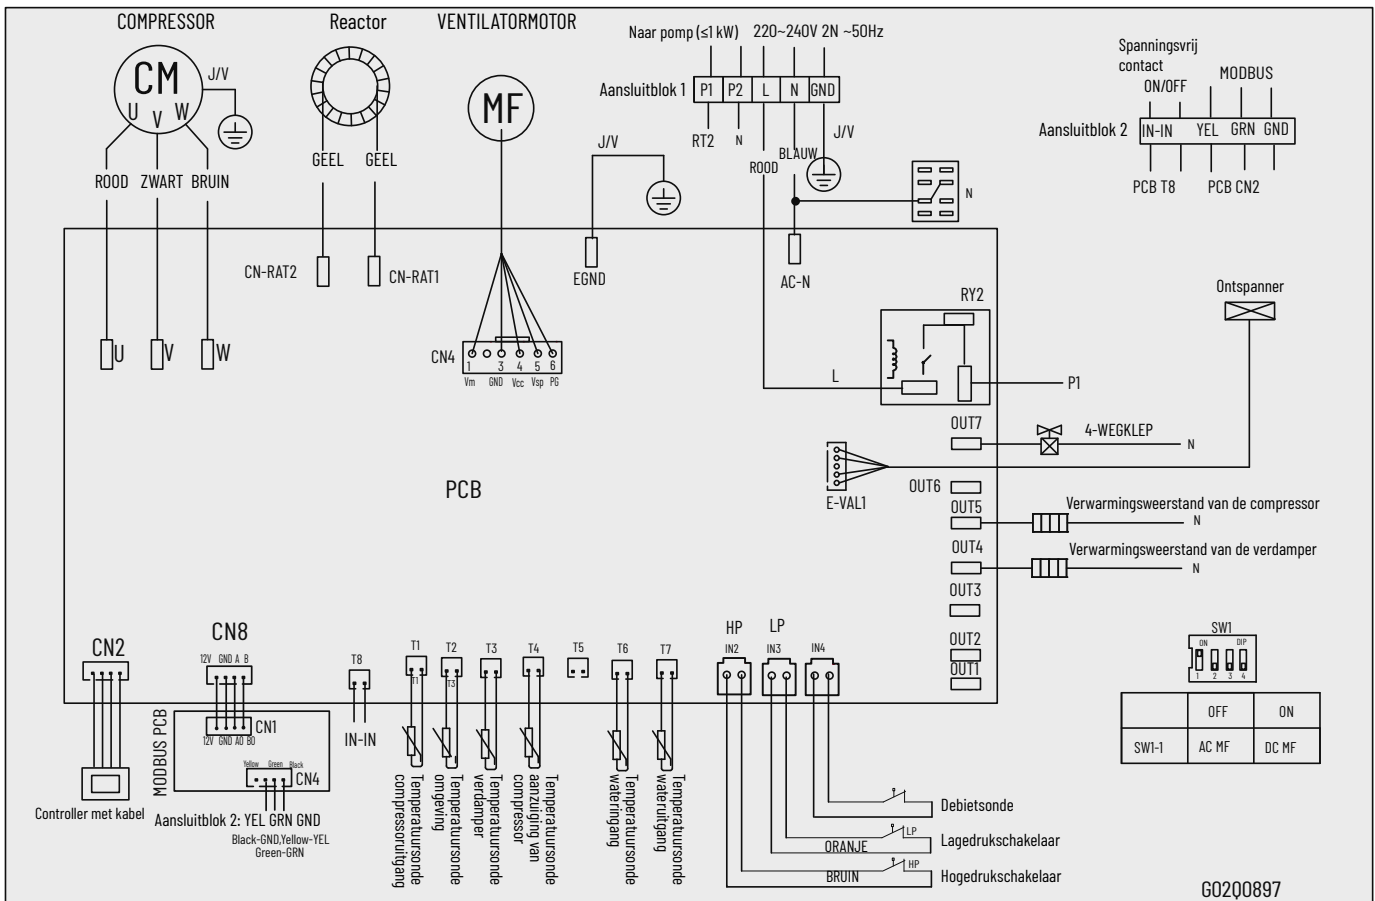 COMPRESSOR
Reactor
VENTILATORMOTOR
Naar pomp (≤1 kW)
220~240V 2N ~50Hz
Spanningsvrij
contact
ON/OFF
MODBUS
CM
U
V
W
J/V
MF
Aansluitblok 1
P1 P2 L N GND
RT2
N
ROOD
BLAUW
J/V
Aansluitblok 2
IN-IN YEL GRN GND
PCB T8
PCB CN2
ROOD
ZWART
BRUIN
GEEL
GEEL
J/V
N
CN-RAT2
CN-RAT1
EGND
AC-N
U
V
W
CN4
1 3 4 5 6
Vm GND Vcc Vsp PG
RY2
L
P1
Ontspanner
PCB
E-VAL1
OUT7
4-WEGKLEP
N
OUT6
OUT5
Verwarmingsweerstand van de compressor
N
OUT4
Verwarmingsweerstand van de verdamper
N
OUT3
OUT2
OUT1
CN2
Controller met kabel
CN8
12V GND A B
MODBUS PCB
CN1
12V GND A0 B0
Yellow Green Black
CN4
Aansluitblok 2: YEL GRN GND
Black-GND,Yellow-YEL
Green-GRN
T8
IN-IN
T1
T1
Temperatuursonde
compressoruitgang
T2
T3
Temperatuursonde
omgeving
T3
Temperatuursonde
verdamper
T4
Temperatuursonde
aanzuiging van
compressor
T5
T6
Temperatuursonde
wateringang
T7
Temperatuursonde
wateruitgang
HP
IN2
LP
IN3
IN4
Debietsonde
LP
ORANJE
Lagedrukschakelaar
HP
BRUIN
Hogedrukschakelaar
SW1
ON DIP
1 2 3 4
OFF ON
SW1-1 AC MF DC MF
G02Q0897